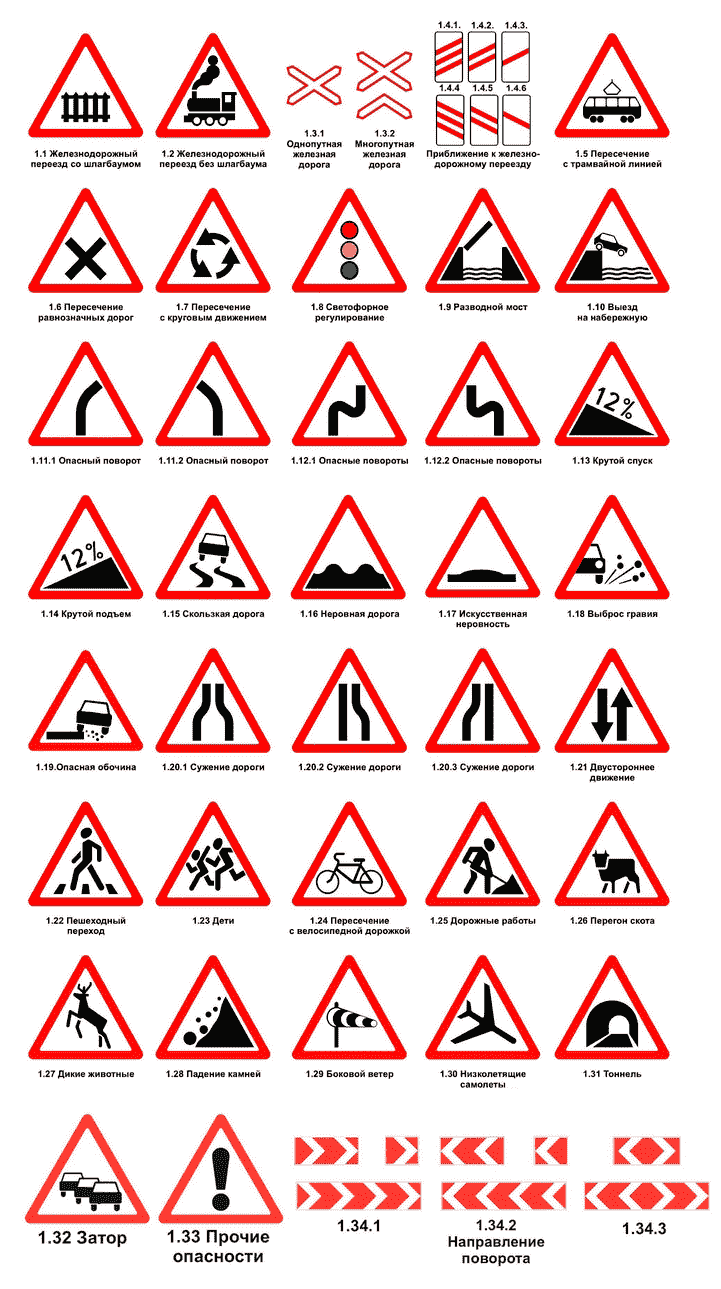 1.4.1. 1.4.2. 1.4.3.
1.4.4 1.4.5 1.4.6
1.1 Железнодорожный
переезд со шлагбаумом
1.2 Железнодорожный
переезд без шлагбаума
1.3.1
Однопутная
железная
дорога
1.3.2
Многопутная
железная
дорога
Приближение к железно-
дорожному переезду
1.5 Пересечение
с трамвайной линией
1.6 Пересечение
равнозначных дорог
1.7 Пересечение
с круговым движением
1.8 Светофорное
регулирование
1.9 Разводной мост
1.10 Выезд
на набережную
12%
1.11.1 Опасный поворот
1.11.2 Опасный поворот
1.12.1 Опасные повороты
1.12.2 Опасные повороты
1.13 Крутой спуск
12%
1.14 Крутой подъем
1.15 Скользкая дорога
1.16 Неровная дорога
1.17 Искусственная
неровность
1.18 Выброс гравия
1.19.Опасная обочина
1.20.1 Сужение дороги
1.20.2 Сужение дороги
1.20.3 Сужение дороги
1.21 Двустороннее
движение
1.22 Пешеходный
переход
1.23 Дети
1.24 Пересечение
с велосипедной дорожкой
1.25 Дорожные работы
1.26 Перегон скота
1.27 Дикие животные
1.28 Падение камней
1.29 Боковой ветер
1.30 Низколетящие
самолеты
1.31 Тоннель
1.32 Затор
1.33 Прочие
опасности
1.34.1
1.34.2
Направление
поворота
1.34.3